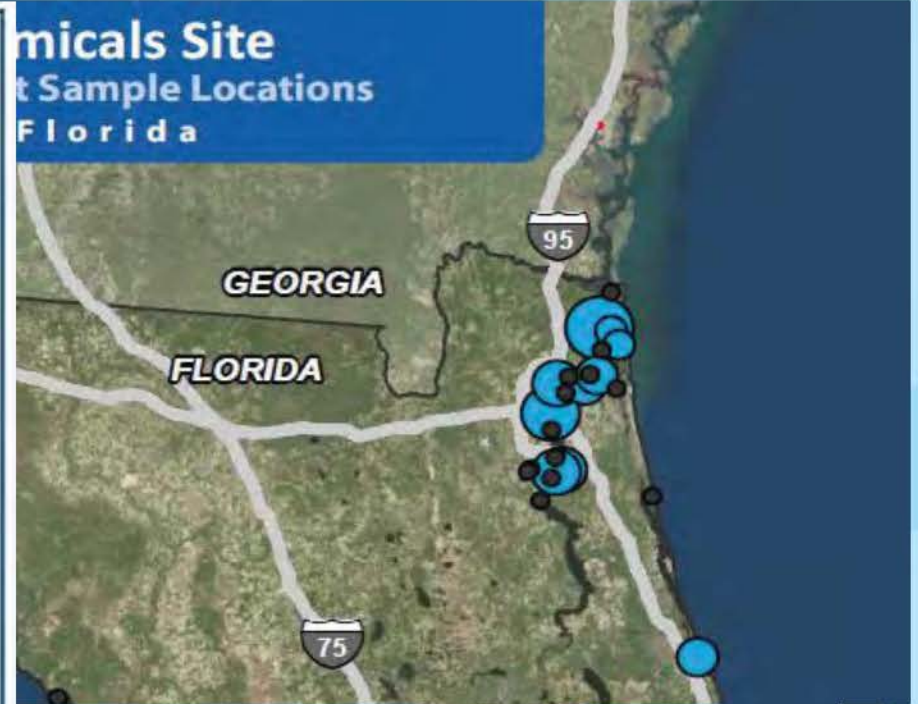 micals Site
t Sample Locations
Florida
95
GEORGIA
FLORIDA
75